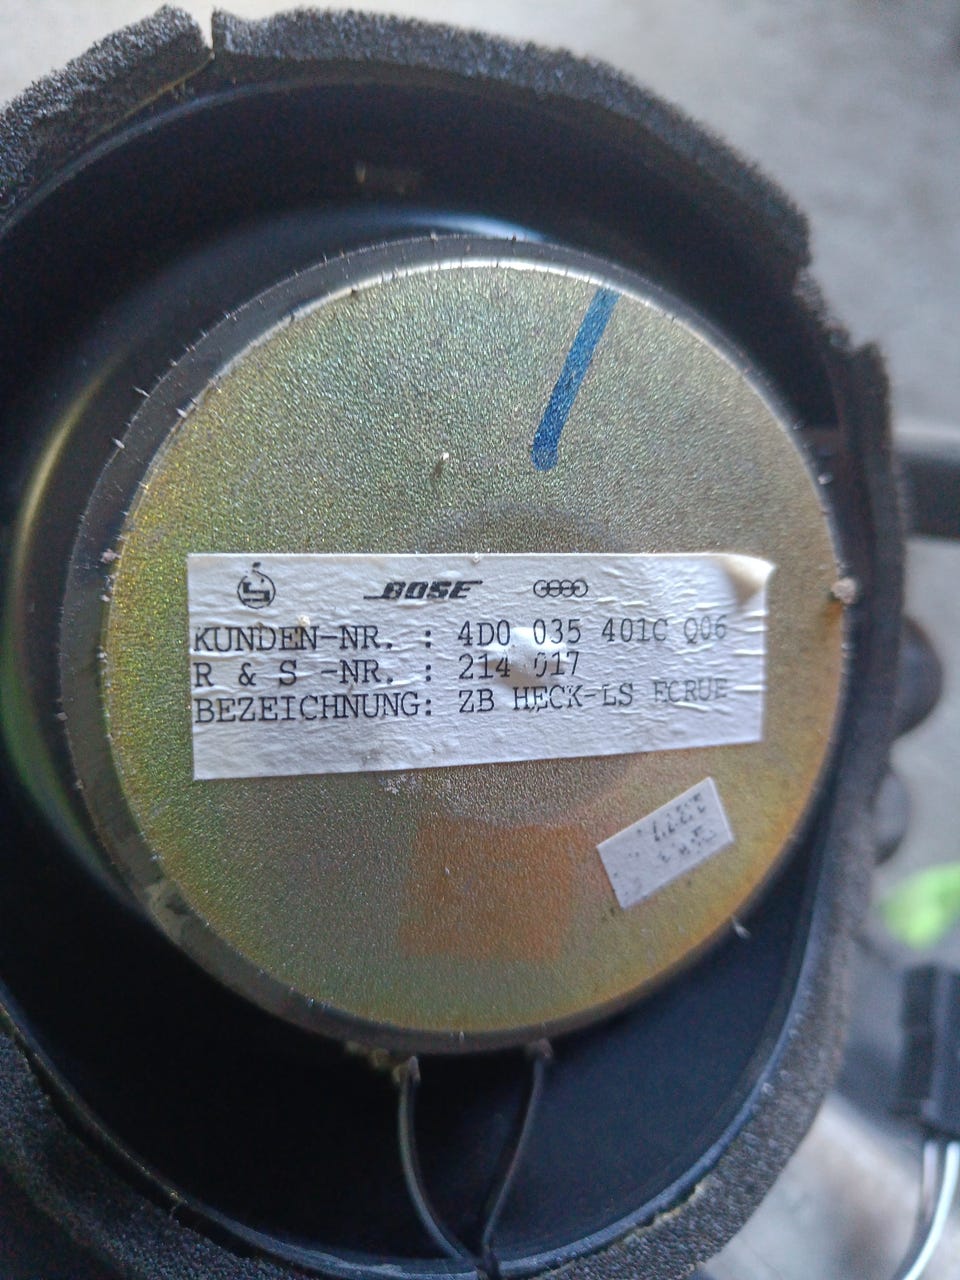 BOSE
KUNDEN-NR. : 4D0 035 401C Q06
R & S -NR. : 214 017
BEZEICHNUNG: ZB HECK-LS ECRUE